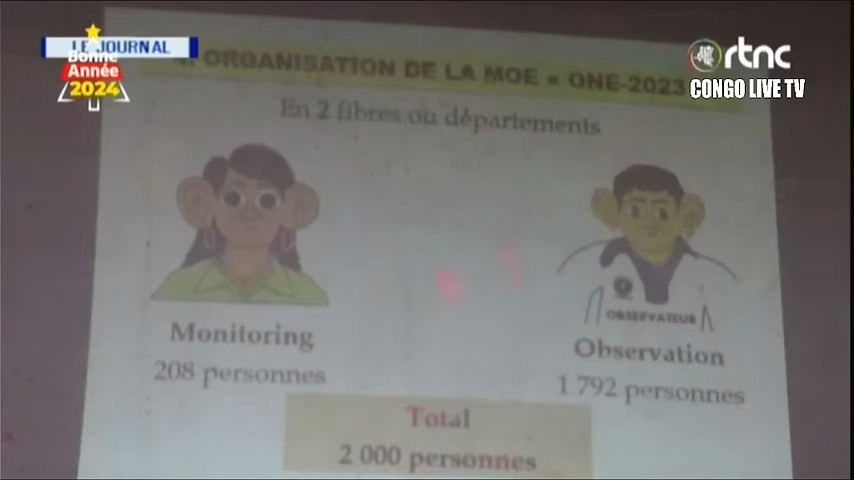 LE JOURNAL
Bonne
Année
2024
rtnc
CONGO LIVE TV
4. ORGANISATION DE LA MOE « ONE-2023
En 2 fibres ou départements
OBSERVATEUR
Monitoring
208 personnes
Observation
1 792 personnes
Total
2 000 personnes